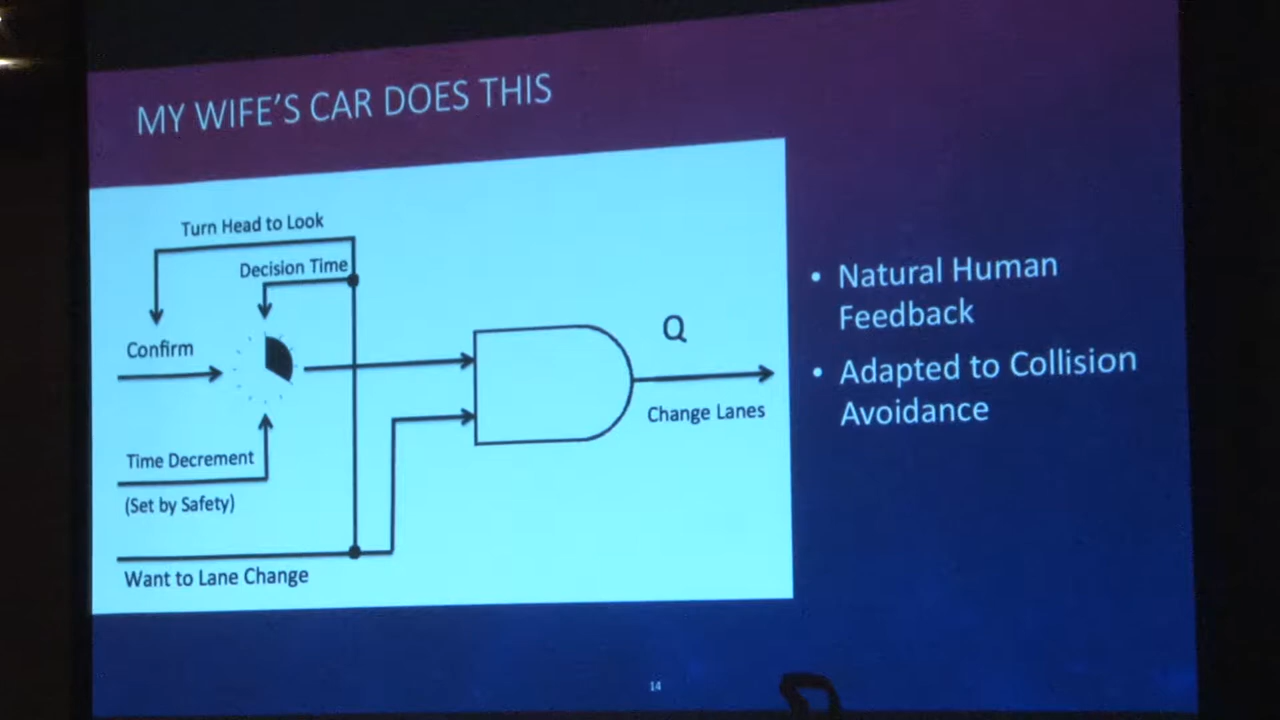 MY WIFE'S CAR DOES THIS
Turn Head to Look
Decision Time
Confirm
Time Decrement
(Set by Safety)
Want to Lane Change
Q
Change Lanes
• Natural Human
Feedback
• Adapted to Collision
Avoidance
14